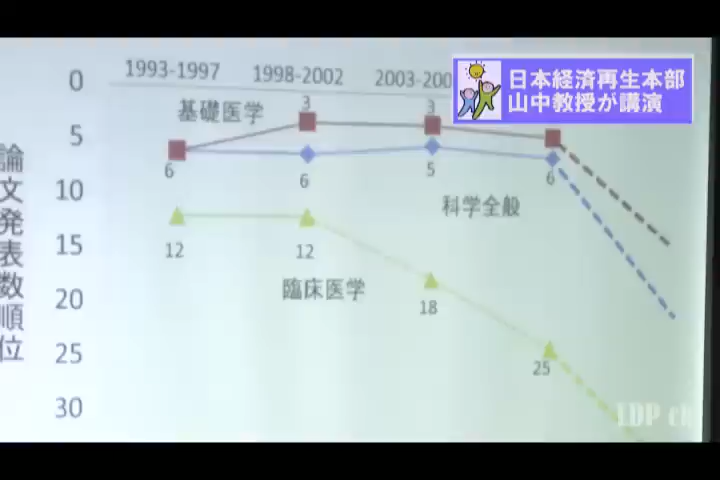 日本経済再生本部
山中教授が講演
1993-1997
1998-2002
2003-200
0
5
10
15
20
25
30
論文発表数順位
基礎医学
3
3
6
6
5
6
科学全般
12
12
臨床医学
18
25
LDP ch